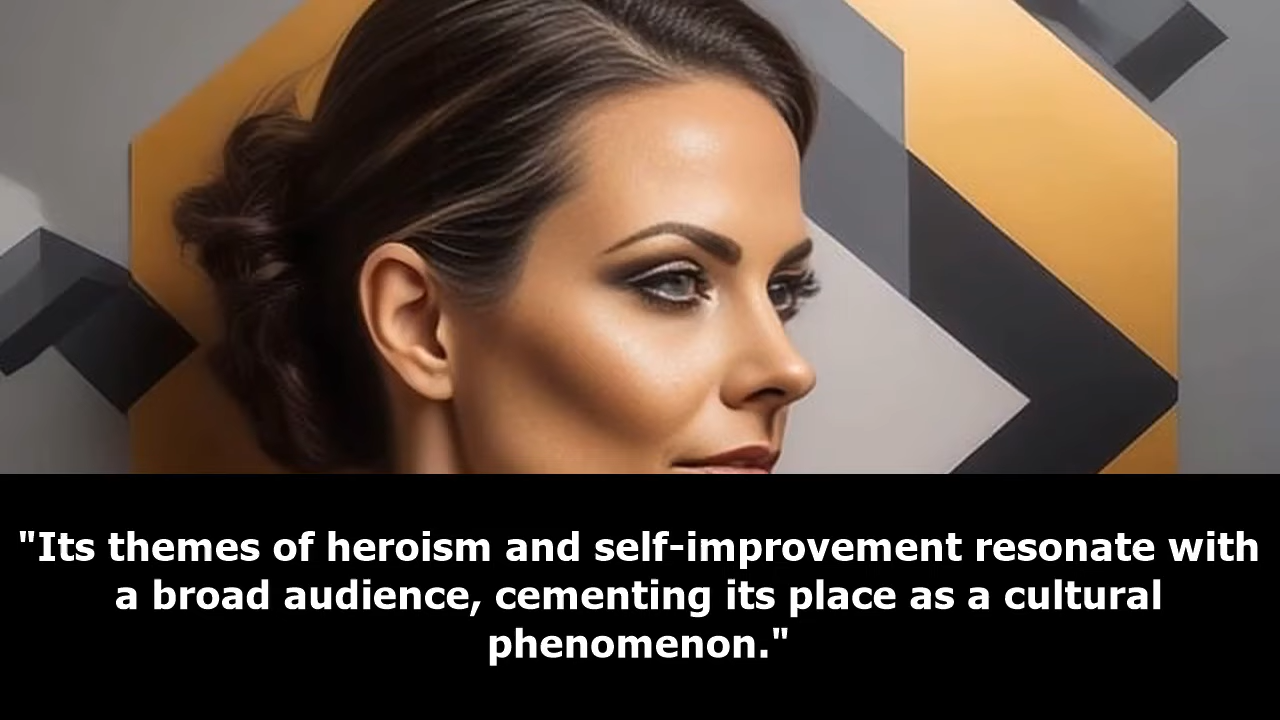 "Its themes of heroism and self-improvement resonate with
a broad audience, cementing its place as a cultural
phenomenon."